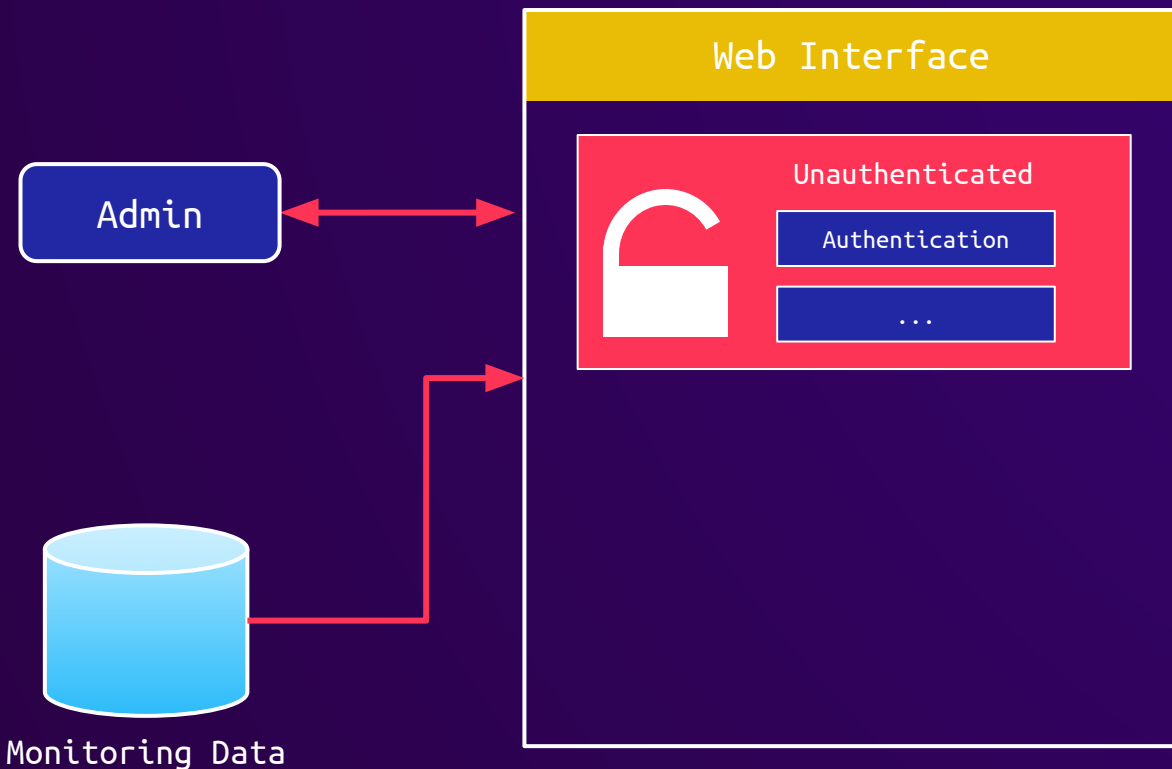 Web Interface
Unauthenticated
Admin
Authentication
...
Monitoring Data